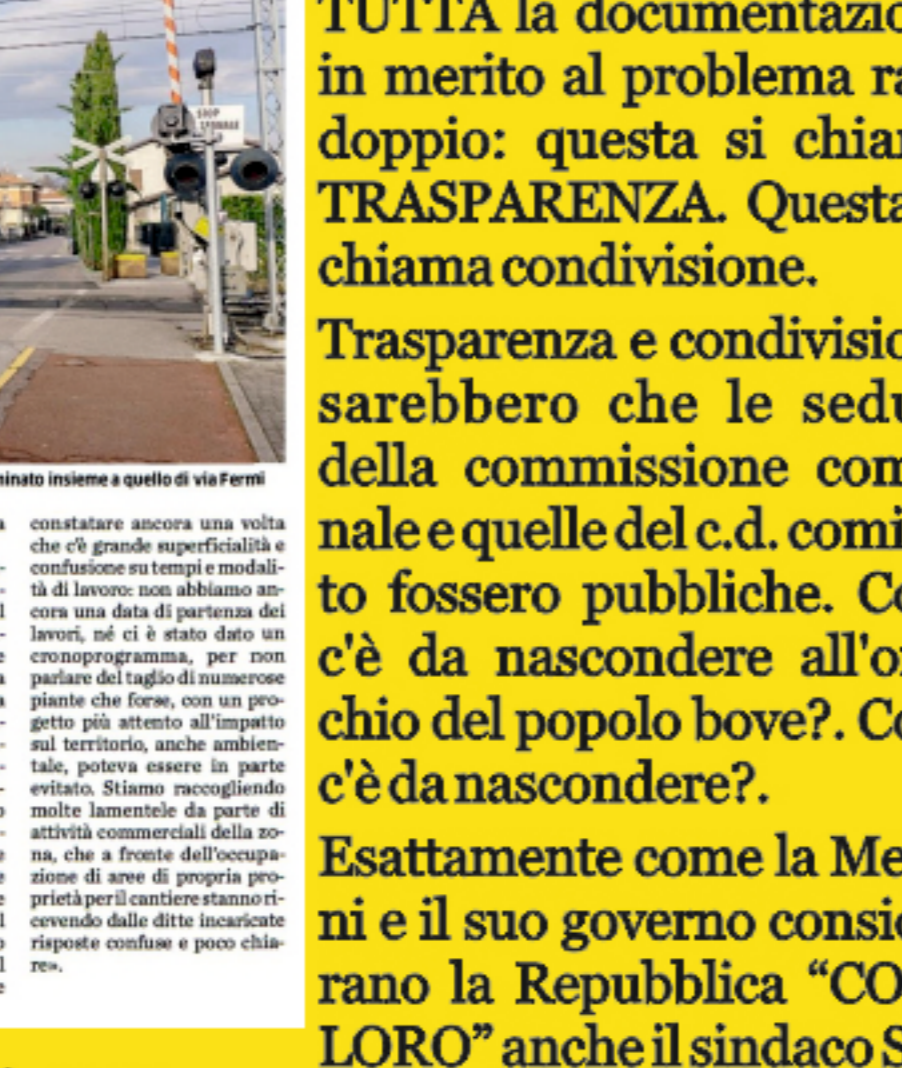 STOP
minato insieme a quello di via Fermi
constatare ancora una volta
che c'è grande superficialità e
confusione su tempi e modali-
tà di lavoro: non abbiamo an-
cora una data di partenza dei
lavori, né ci è stato dato un
cronoprogramma, per non
parlare del taglio di numerose
piante che forse, con un pro-
getto più attento all'impatto
sul territorio, anche ambien-
tale, poteva essere in parte
evitato. Stiamo raccogliendo
molte lamentele da parte di
attività commerciali della zo-
na, che a fronte dell'occupa-
zione di aree di propria pro-
prietà per il cantiere stanno ri-
cevendo dalle ditte incaricate
risposte confuse e poco chia-
re».
TUTTA la documentazio
in merito al problema ra
doppio: questa si chiar
TRASPARENZA. Questa
chiama condivisione.
Trasparenza e condivisio
sarebbero che le sedu
della commissione com
nale e quelle del c.d. comi
to fossero pubbliche. Co
c'è da nascondere all'o
chio del popolo bove?. Co
c'è da nascondere?.
Esattamente come la Me
ni e il suo governo consid
rano la Repubblica “CO
LORO” anche il sindaco S